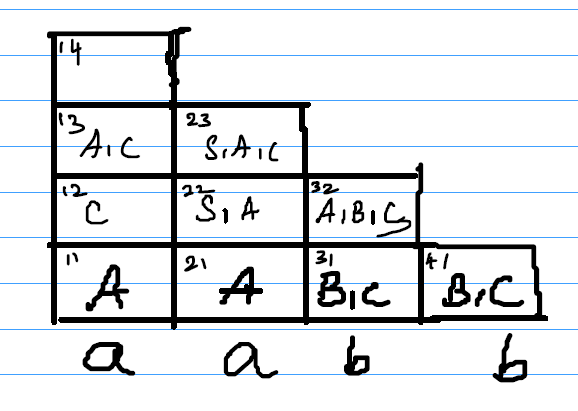 14
13 A,C 23 S,A,C
12 C 22 S,A 32 A,B,C
11 A 21 A 31 B,C 41 B,C
a a b b